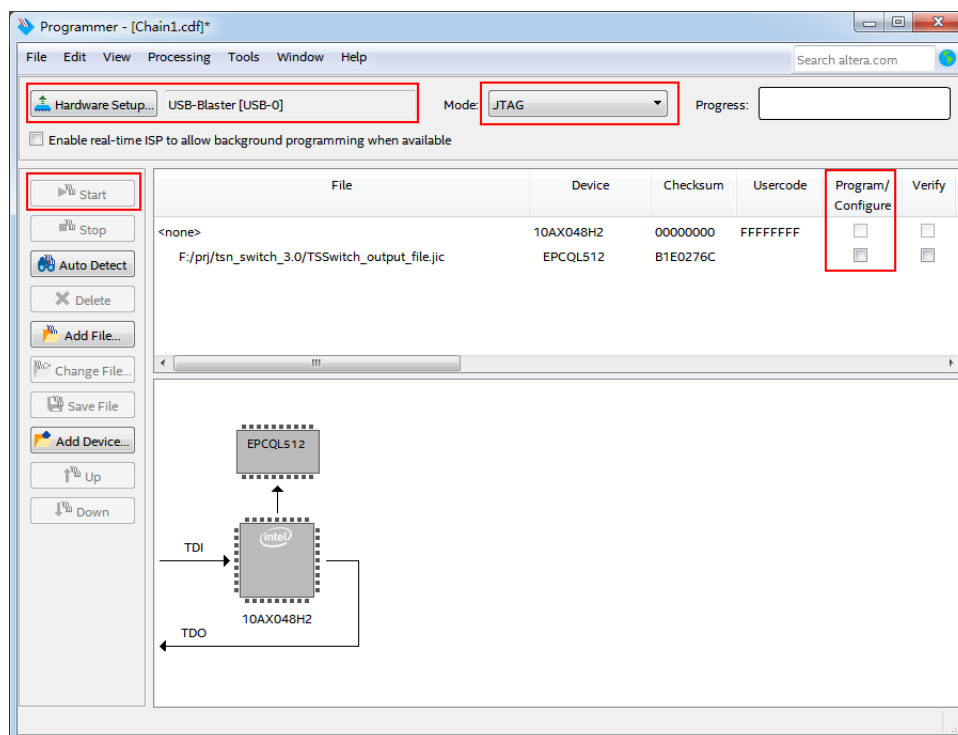 Programmer - [Chain1.cdf]*
File Edit View Processing Tools Window Help
Search altera.com
Hardware Setup... USB-Blaster [USB-0] Mode: JTAG Progress:
Enable real-time ISP to allow background programming when available
Start
Stop
Auto Detect
Delete
Add File...
Change File...
Save File
Add Device...
Up
Down
File Device Checksum Usercode Program/ Verify
Configure
<none> 10AX048H2 00000000 FFFFFFFF
F:/prj/tsn_switch_3.0/TSSwitch_output_file.jic EPCQL512 B1E0276C
EPCQL512
intel
TDI
10AX048H2
TDO